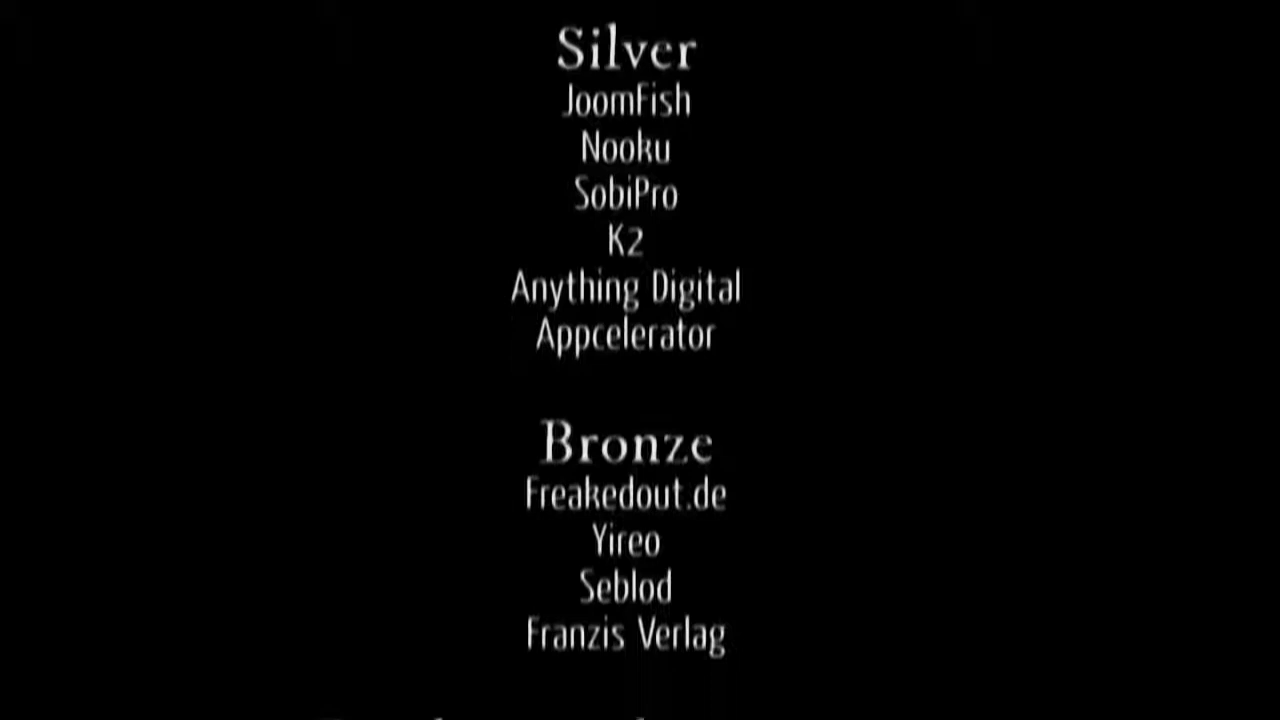 Silver
JoomFish
Nooku
SobiPro
K2
Anything Digital
Appcelerator
Bronze
Freakedout.de
Yireo
Seblod
Franzis Verlag